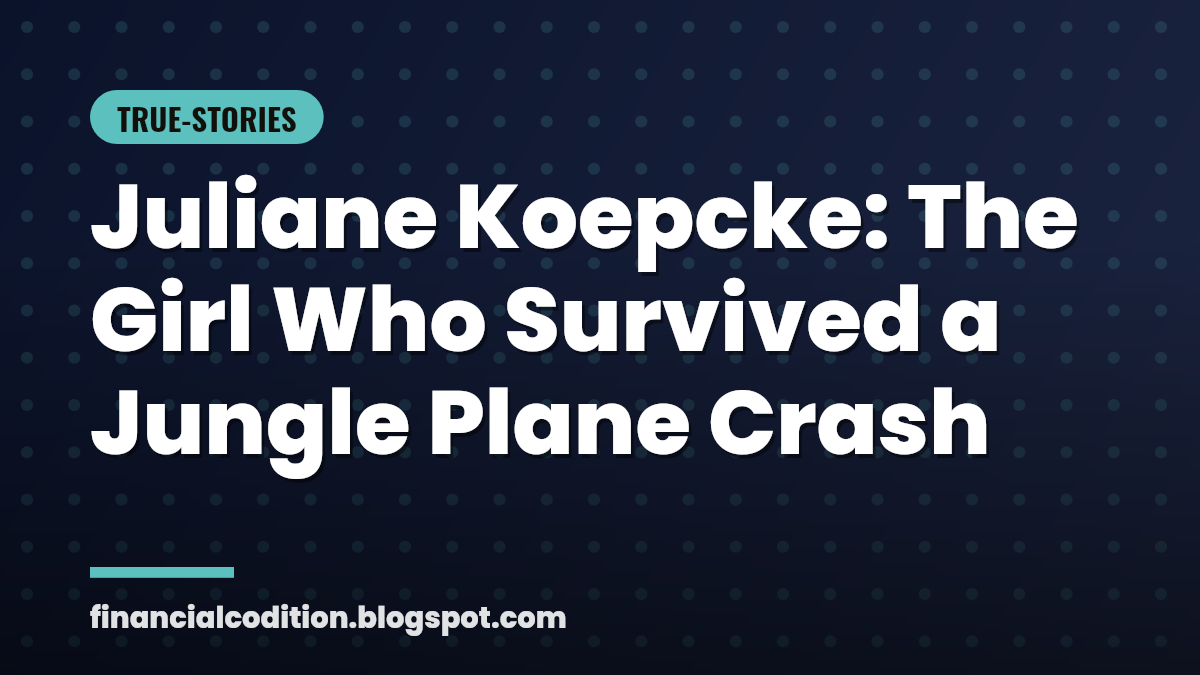 TRUE-STORIES
Juliane Koepcke: The
Girl Who Survived a
Jungle Plane Crash
financialcodition.blogspot.com